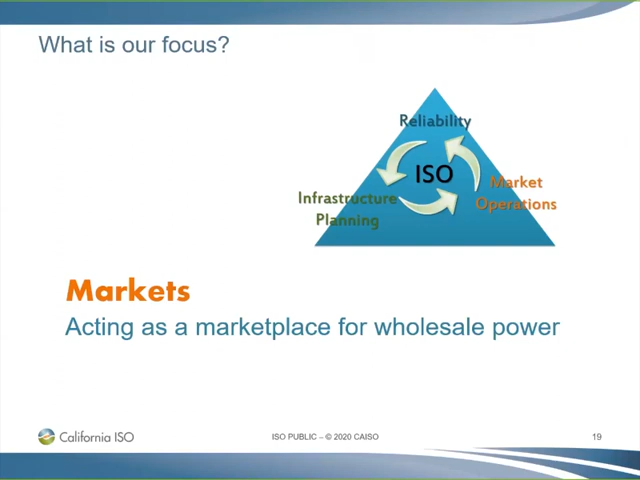 What is our focus?
Reliability
ISO
Infrastructure
Planning
Market
Operations
Markets
Acting as a marketplace for wholesale power
California ISO
ISO PUBLIC – © 2020 CAISO
19